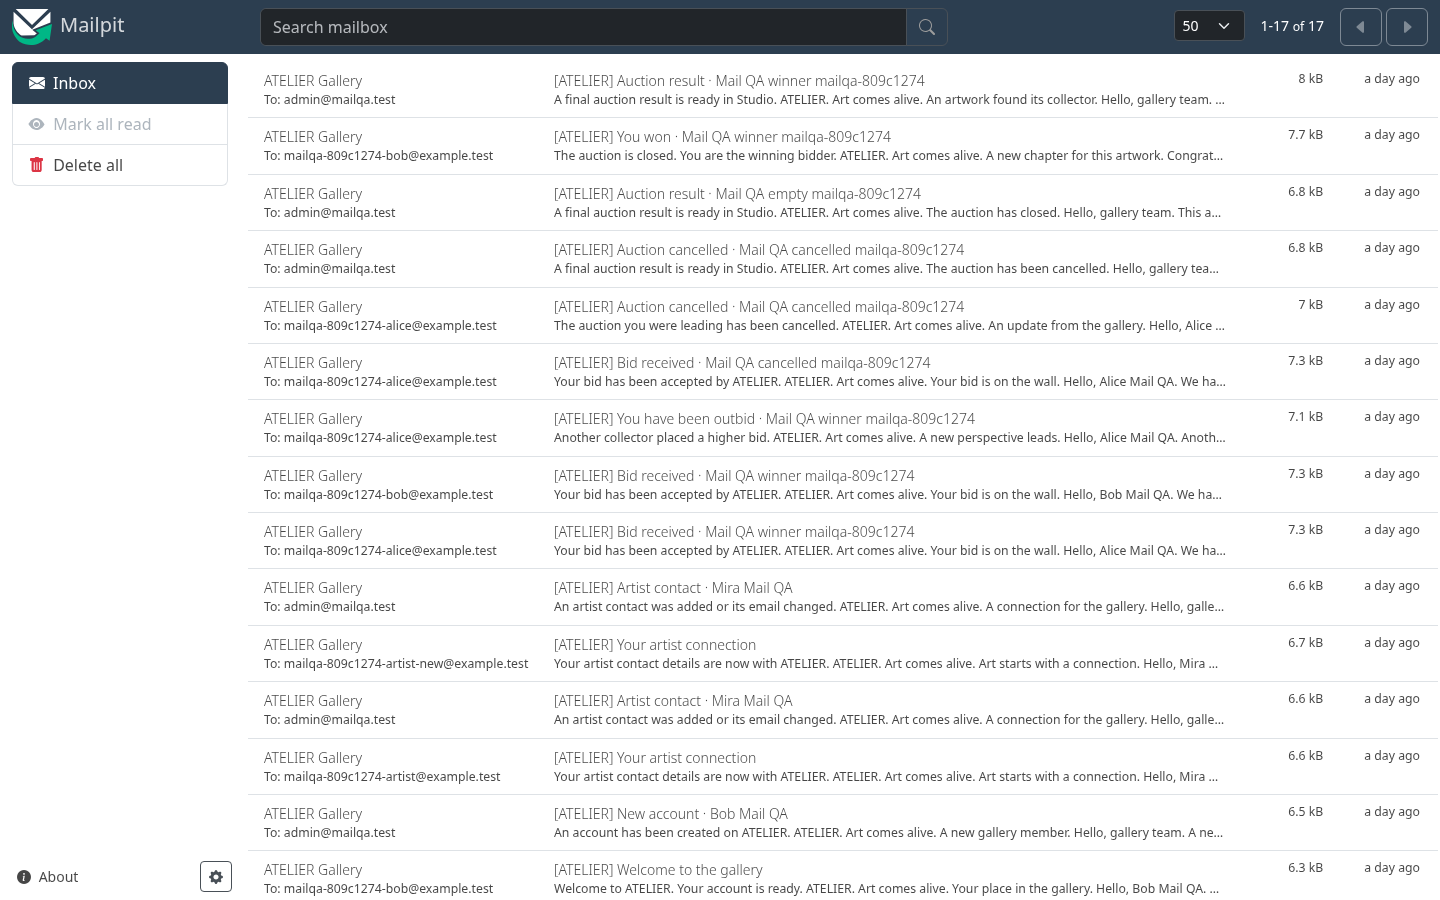 Mailpit
Search mailbox
50
1-17 of 17
Inbox
Mark all read
Delete all
ATELIER Gallery
To: admin@mailqa.test
[ATELIER] Auction result · Mail QA winner mailqa-809c1274
A final auction result is ready in Studio. ATELIER. Art comes alive. An artwork found its collector. Hello, gallery team. ...
8 kB
a day ago
ATELIER Gallery
To: mailqa-809c1274-bob@example.test
[ATELIER] You won · Mail QA winner mailqa-809c1274
The auction is closed. You are the winning bidder. ATELIER. Art comes alive. A new chapter for this artwork. Congrat...
7.7 kB
a day ago
ATELIER Gallery
To: admin@mailqa.test
[ATELIER] Auction result · Mail QA empty mailqa-809c1274
A final auction result is ready in Studio. ATELIER. Art comes alive. The auction has closed. Hello, gallery team. This a...
6.8 kB
a day ago
ATELIER Gallery
To: admin@mailqa.test
[ATELIER] Auction cancelled · Mail QA cancelled mailqa-809c1274
A final auction result is ready in Studio. ATELIER. Art comes alive. The auction has been cancelled. Hello, gallery tea...
6.8 kB
a day ago
ATELIER Gallery
To: mailqa-809c1274-alice@example.test
[ATELIER] Auction cancelled · Mail QA cancelled mailqa-809c1274
The auction you were leading has been cancelled. ATELIER. Art comes alive. An update from the gallery. Hello, Alice ...
7 kB
a day ago
ATELIER Gallery
To: mailqa-809c1274-alice@example.test
[ATELIER] Bid received · Mail QA cancelled mailqa-809c1274
Your bid has been accepted by ATELIER. ATELIER. Art comes alive. Your bid is on the wall. Hello, Alice Mail QA. We ha...
7.3 kB
a day ago
ATELIER Gallery
To: mailqa-809c1274-alice@example.test
[ATELIER] You have been outbid · Mail QA winner mailqa-809c1274
Another collector placed a higher bid. ATELIER. Art comes alive. A new perspective leads. Hello, Alice Mail QA. Anoth...
7.1 kB
a day ago
ATELIER Gallery
To: mailqa-809c1274-bob@example.test
[ATELIER] Bid received · Mail QA winner mailqa-809c1274
Your bid has been accepted by ATELIER. ATELIER. Art comes alive. Your bid is on the wall. Hello, Bob Mail QA. We ha...
7.3 kB
a day ago
ATELIER Gallery
To: mailqa-809c1274-alice@example.test
[ATELIER] Bid received · Mail QA winner mailqa-809c1274
Your bid has been accepted by ATELIER. ATELIER. Art comes alive. Your bid is on the wall. Hello, Alice Mail QA. We ha...
7.3 kB
a day ago
ATELIER Gallery
To: admin@mailqa.test
[ATELIER] Artist contact · Mira Mail QA
An artist contact was added or its email changed. ATELIER. Art comes alive. A connection for the gallery. Hello, galle...
6.6 kB
a day ago
ATELIER Gallery
To: mailqa-809c1274-artist-new@example.test
[ATELIER] Your artist connection
Your artist contact details are now with ATELIER. ATELIER. Art comes alive. Art starts with a connection. Hello, Mira ...
6.7 kB
a day ago
ATELIER Gallery
To: admin@mailqa.test
[ATELIER] Artist contact · Mira Mail QA
An artist contact was added or its email changed. ATELIER. Art comes alive. A connection for the gallery. Hello, galle...
6.6 kB
a day ago
ATELIER Gallery
To: mailqa-809c1274-artist@example.test
[ATELIER] Your artist connection
Your artist contact details are now with ATELIER. ATELIER. Art comes alive. Art starts with a connection. Hello, Mira ...
6.6 kB
a day ago
ATELIER Gallery
To: admin@mailqa.test
[ATELIER] New account · Bob Mail QA
An account has been created on ATELIER. ATELIER. Art comes alive. A new gallery member. Hello, gallery team. A ne...
6.5 kB
a day ago
ATELIER Gallery
To: mailqa-809c1274-bob@example.test
[ATELIER] Welcome to the gallery
Welcome to ATELIER. Your account is ready. ATELIER. Art comes alive. Your place in the gallery. Hello, Bob Mail QA. ...
6.3 kB
a day ago
About